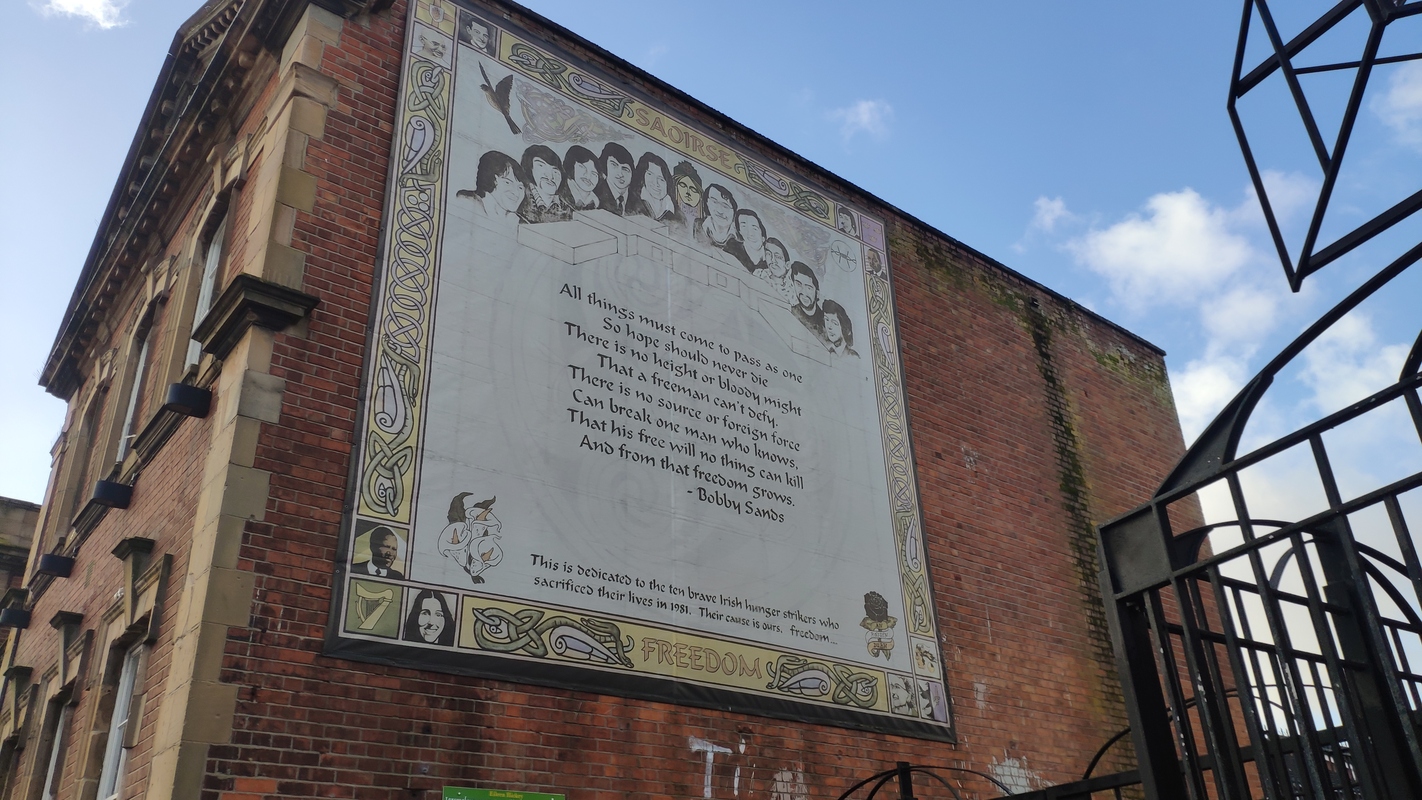 SAOIRSE
All things must come to pass as one
So hope should never die
There is no height or bloody might
That a freeman can't defy.
There is no source or foreign force
Can break one man who knows,
That his free will no thing can kill
And from that freedom grows.
- Bobby Sands
This is dedicated to the ten brave Irish hunger strikers who
sacrificed their lives in 1981. Their cause is ours, freedom...
FREEDOM